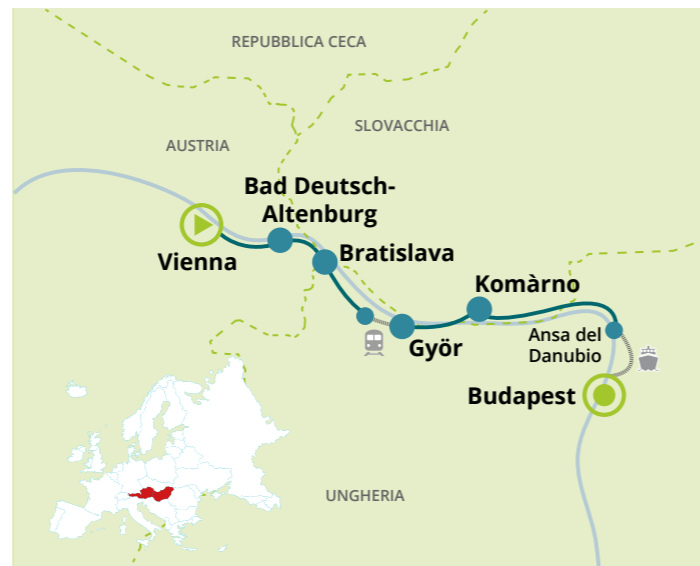 REPUBBLICA CECA
SLOVACCHIA
AUSTRIA
Bad Deutsch-
Altenburg
Vienna
Bratislava
Komàrno
Györ
Ansa del
Danubio
Budapest
UNGHERIA